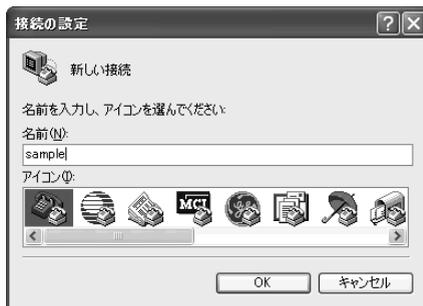 接続の設定
新しい接続
名前を入力し、アイコンを選んでください:
名前(N):
sample
アイコン(I):
MCI
OK
キャンセル